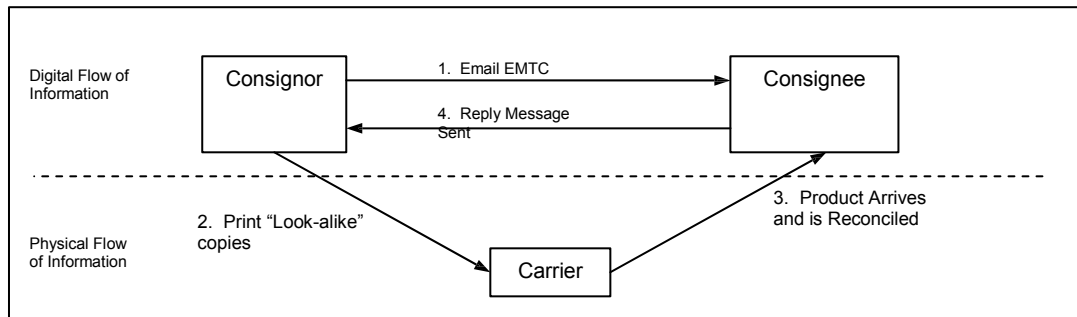 Digital Flow of
Information
Consignor
1. Email EMTC
Consignee
4. Reply Message
Sent
2. Print “Look-alike”
copies
3. Product Arrives
and is Reconciled
Physical Flow
of Information
Carrier